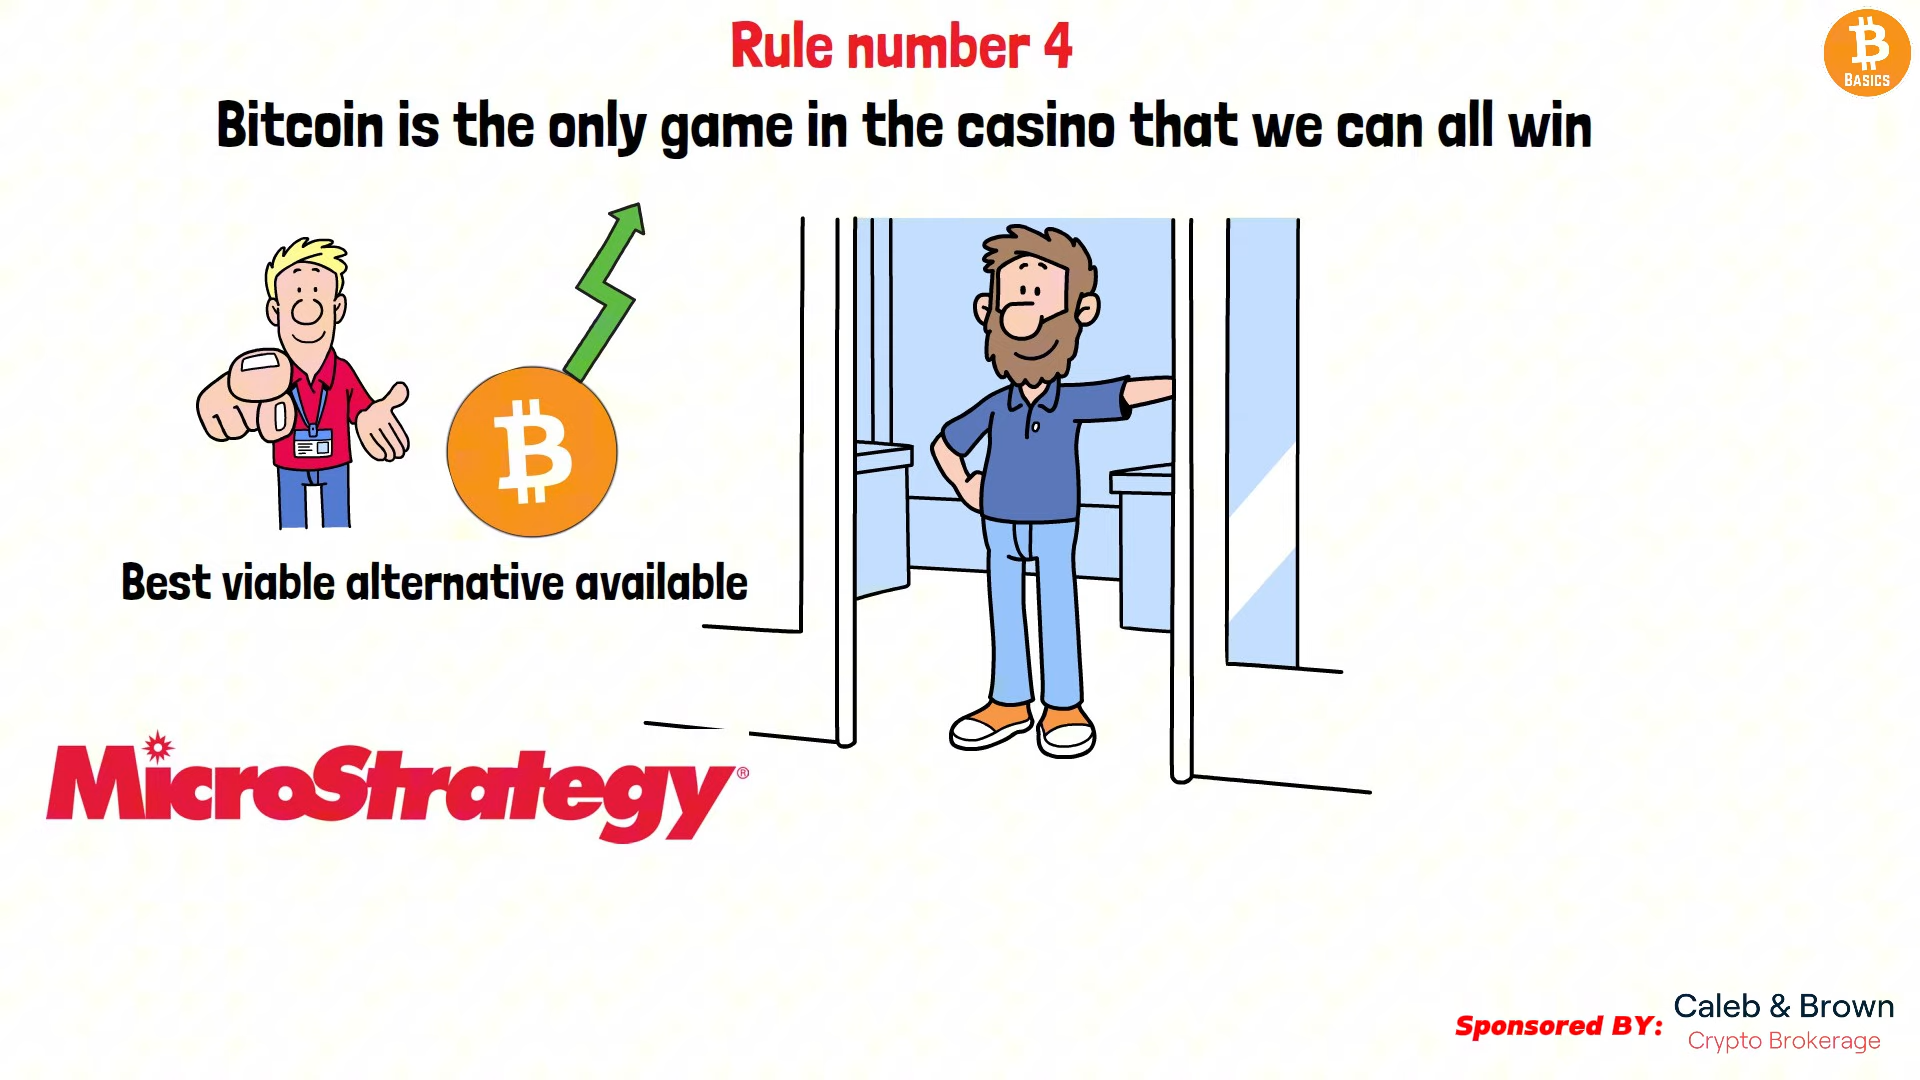 Rule number 4
Bitcoin is the only game in the casino that we can all win
BASICS
Best viable alternative available
MicroStrategy®
Sponsored BY:
Caleb & Brown
Crypto Brokerage